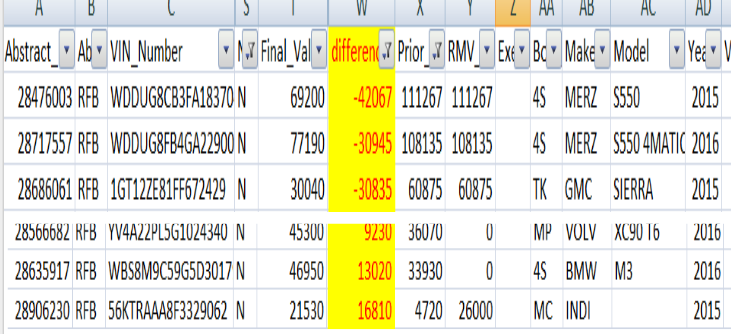 A B C S T W X Y Z AA AB AC AD
Abstract_ Ab VIN_Number N Final_Val differenc Prior_ RMV_ Exe Bc Make Model Yea V
28476003 RFB WDDUG8CB3FA18370 N 69200 -42067 111267 111267 4S MERZ S550 2015
28717557 RFB WDDUG8FB4GA22900 N 77190 -30945 108135 108135 4S MERZ S550 4MATIC 2016
28686061 RFB 1GT12ZE81FF672429 N 30040 -30835 60875 60875 TK GMC SIERRA 2015
28566682 RFB YV4A22PL5G1024340 N 45300 9230 36070 0 MP VOLV XC90 T6 2016
28635917 RFB WBS8M9C59G5D3017 N 46950 13020 33930 0 4S BMW M3 2016
28906230 RFB 56KTRAAA8F3329062 N 21530 16810 4720 26000 MC INDI 2015